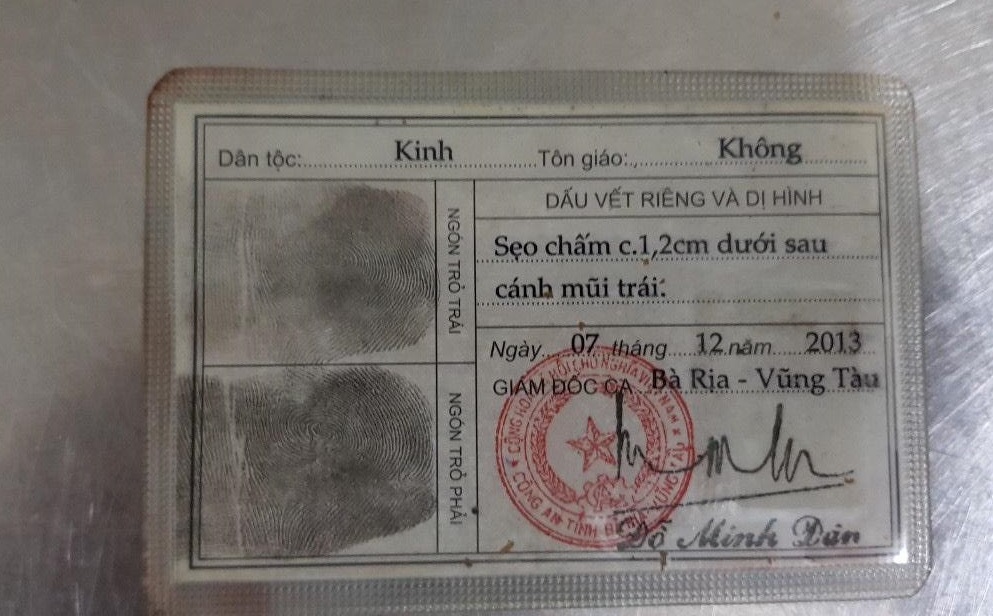 Dân tộc: Kinh Tôn giáo: Không
NGÓN TRỎ TRÁI
NGÓN TRỎ PHẢI
DẤU VẾT RIÊNG VÀ DỊ HÌNH
Sẹo chấm c.1,2cm dưới sau
cánh mũi trái.
Ngày 07 tháng 12 năm 2013
GIÁM ĐỐC CA Bà Rịa - Vũng Tàu
CÔNG AN TỈNH
Đỗ Minh Dân